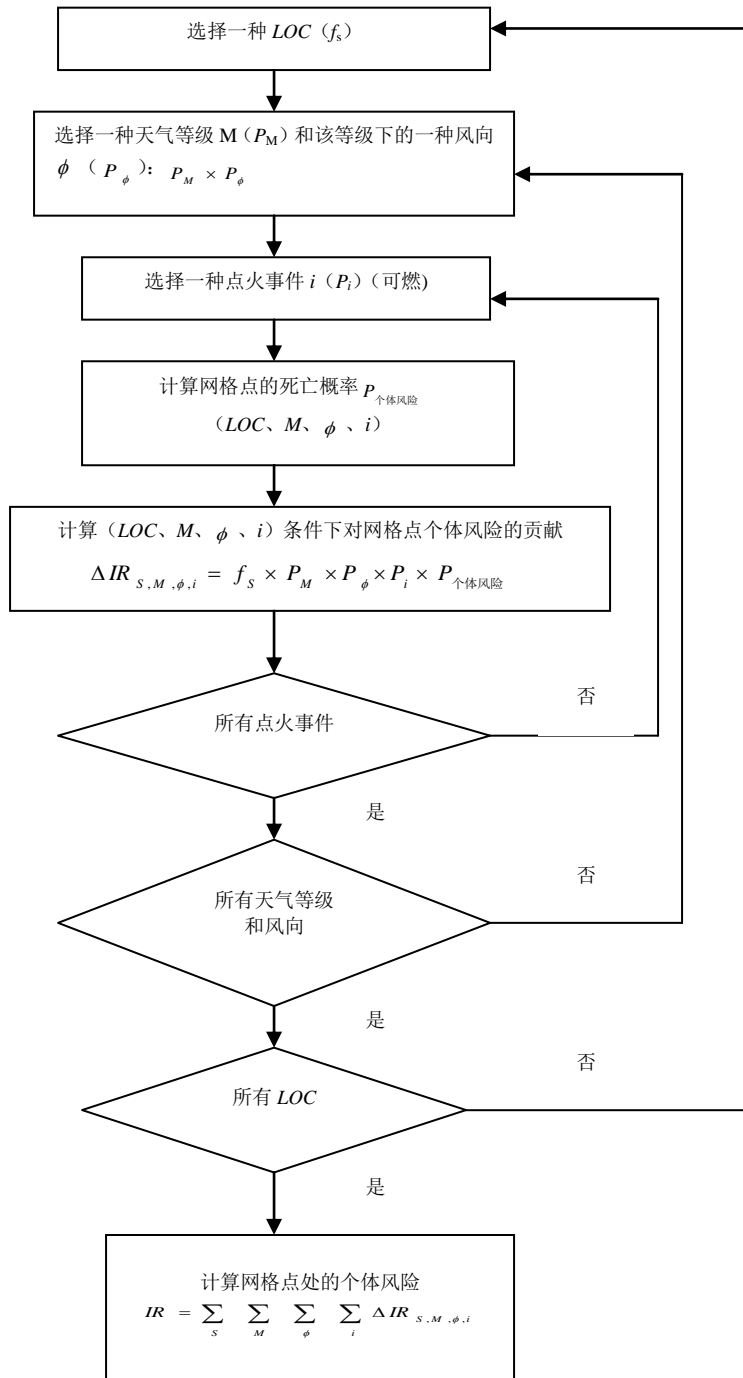 选择一种 LOC（fs）
选择一种天气等级 M（PM）和该等级下的一种风向
ϕ （ Pϕ ）： PM × Pϕ
选择一种点火事件 i（Pi）（可燃)
计算网格点的死亡概率 P个体风险
（LOC、M、ϕ 、i）
计算（LOC、M、ϕ 、i）条件下对网格点个体风险的贡献
ΔIR S,M,ϕ,i = fS × PM × Pϕ × Pi × P个体风险
否
所有点火事件
是
否
所有天气等级
和风向
是
否
所有 LOC
是
计算网格点处的个体风险
IR = ∑S ∑M ∑ϕ ∑i ΔIR S,M,ϕ,i